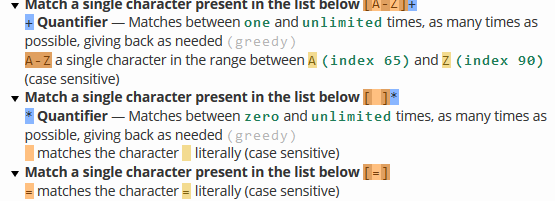 ▼ Match a single character present in the list below [A-Z]+
+ Quantifier — Matches between one and unlimited times, as many times as
possible, giving back as needed (greedy)
A-Z a single character in the range between A (index 65) and Z (index 90)
(case sensitive)
▼ Match a single character present in the list below [ ]*
* Quantifier — Matches between zero and unlimited times, as many times as
possible, giving back as needed (greedy)
matches the character   literally (case sensitive)
▼ Match a single character present in the list below [=]
= matches the character = literally (case sensitive)